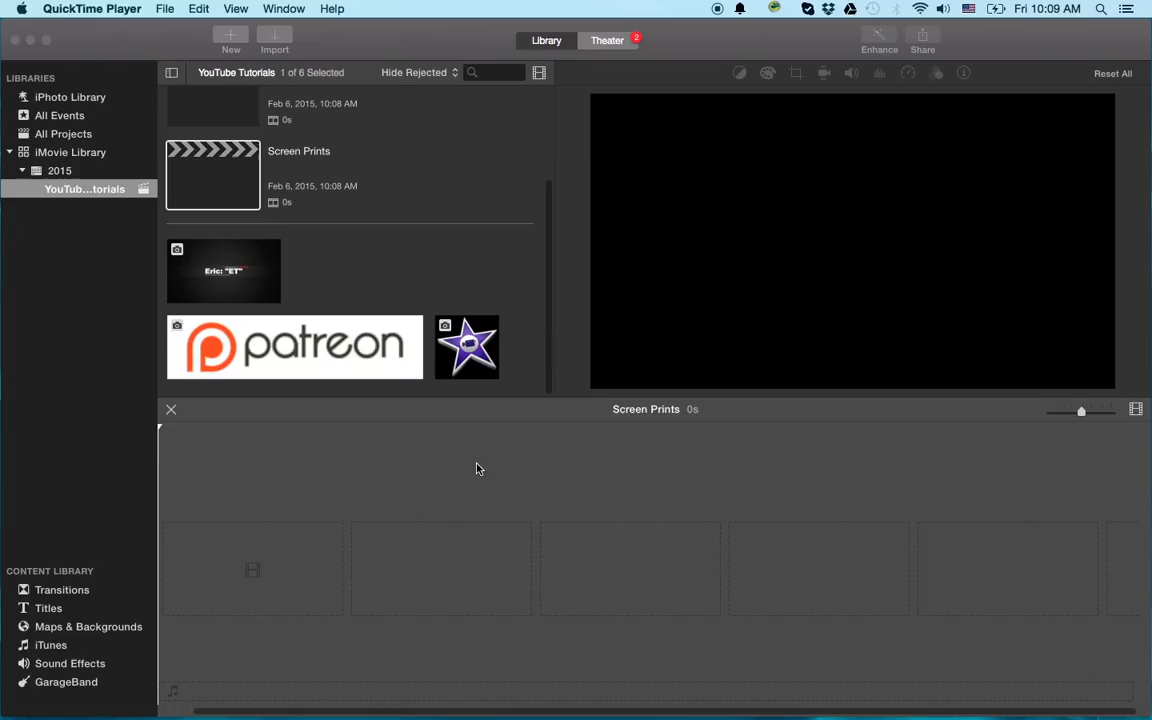 QuickTime Player File Edit View Window Help Fri 10:09 AM
New Import Library Theater 2 Enhance Share
LIBRARIES
iPhoto Library
All Events
All Projects
iMovie Library
2015
YouTub...torials
YouTube Tutorials 1 of 6 Selected Hide Rejected
Reset All
Feb 6, 2015, 10:08 AM
0s
Screen Prints
Feb 6, 2015, 10:08 AM
0s
Eric: "ET"
patreon
Screen Prints 0s
CONTENT LIBRARY
Transitions
Titles
Maps & Backgrounds
iTunes
Sound Effects
GarageBand